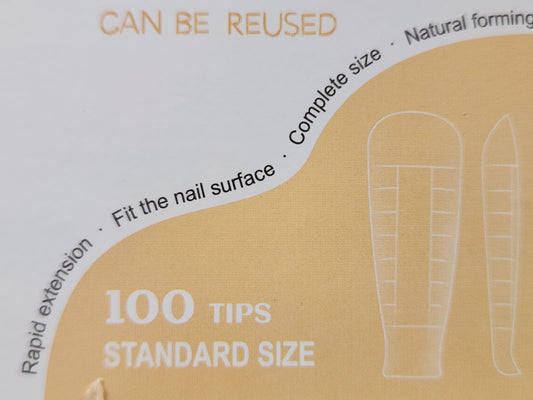 CAN BE REUSED
Rapid extension · Fit the nail surface · Complete size · Natural forming
100 TIPS
STANDARD SIZE